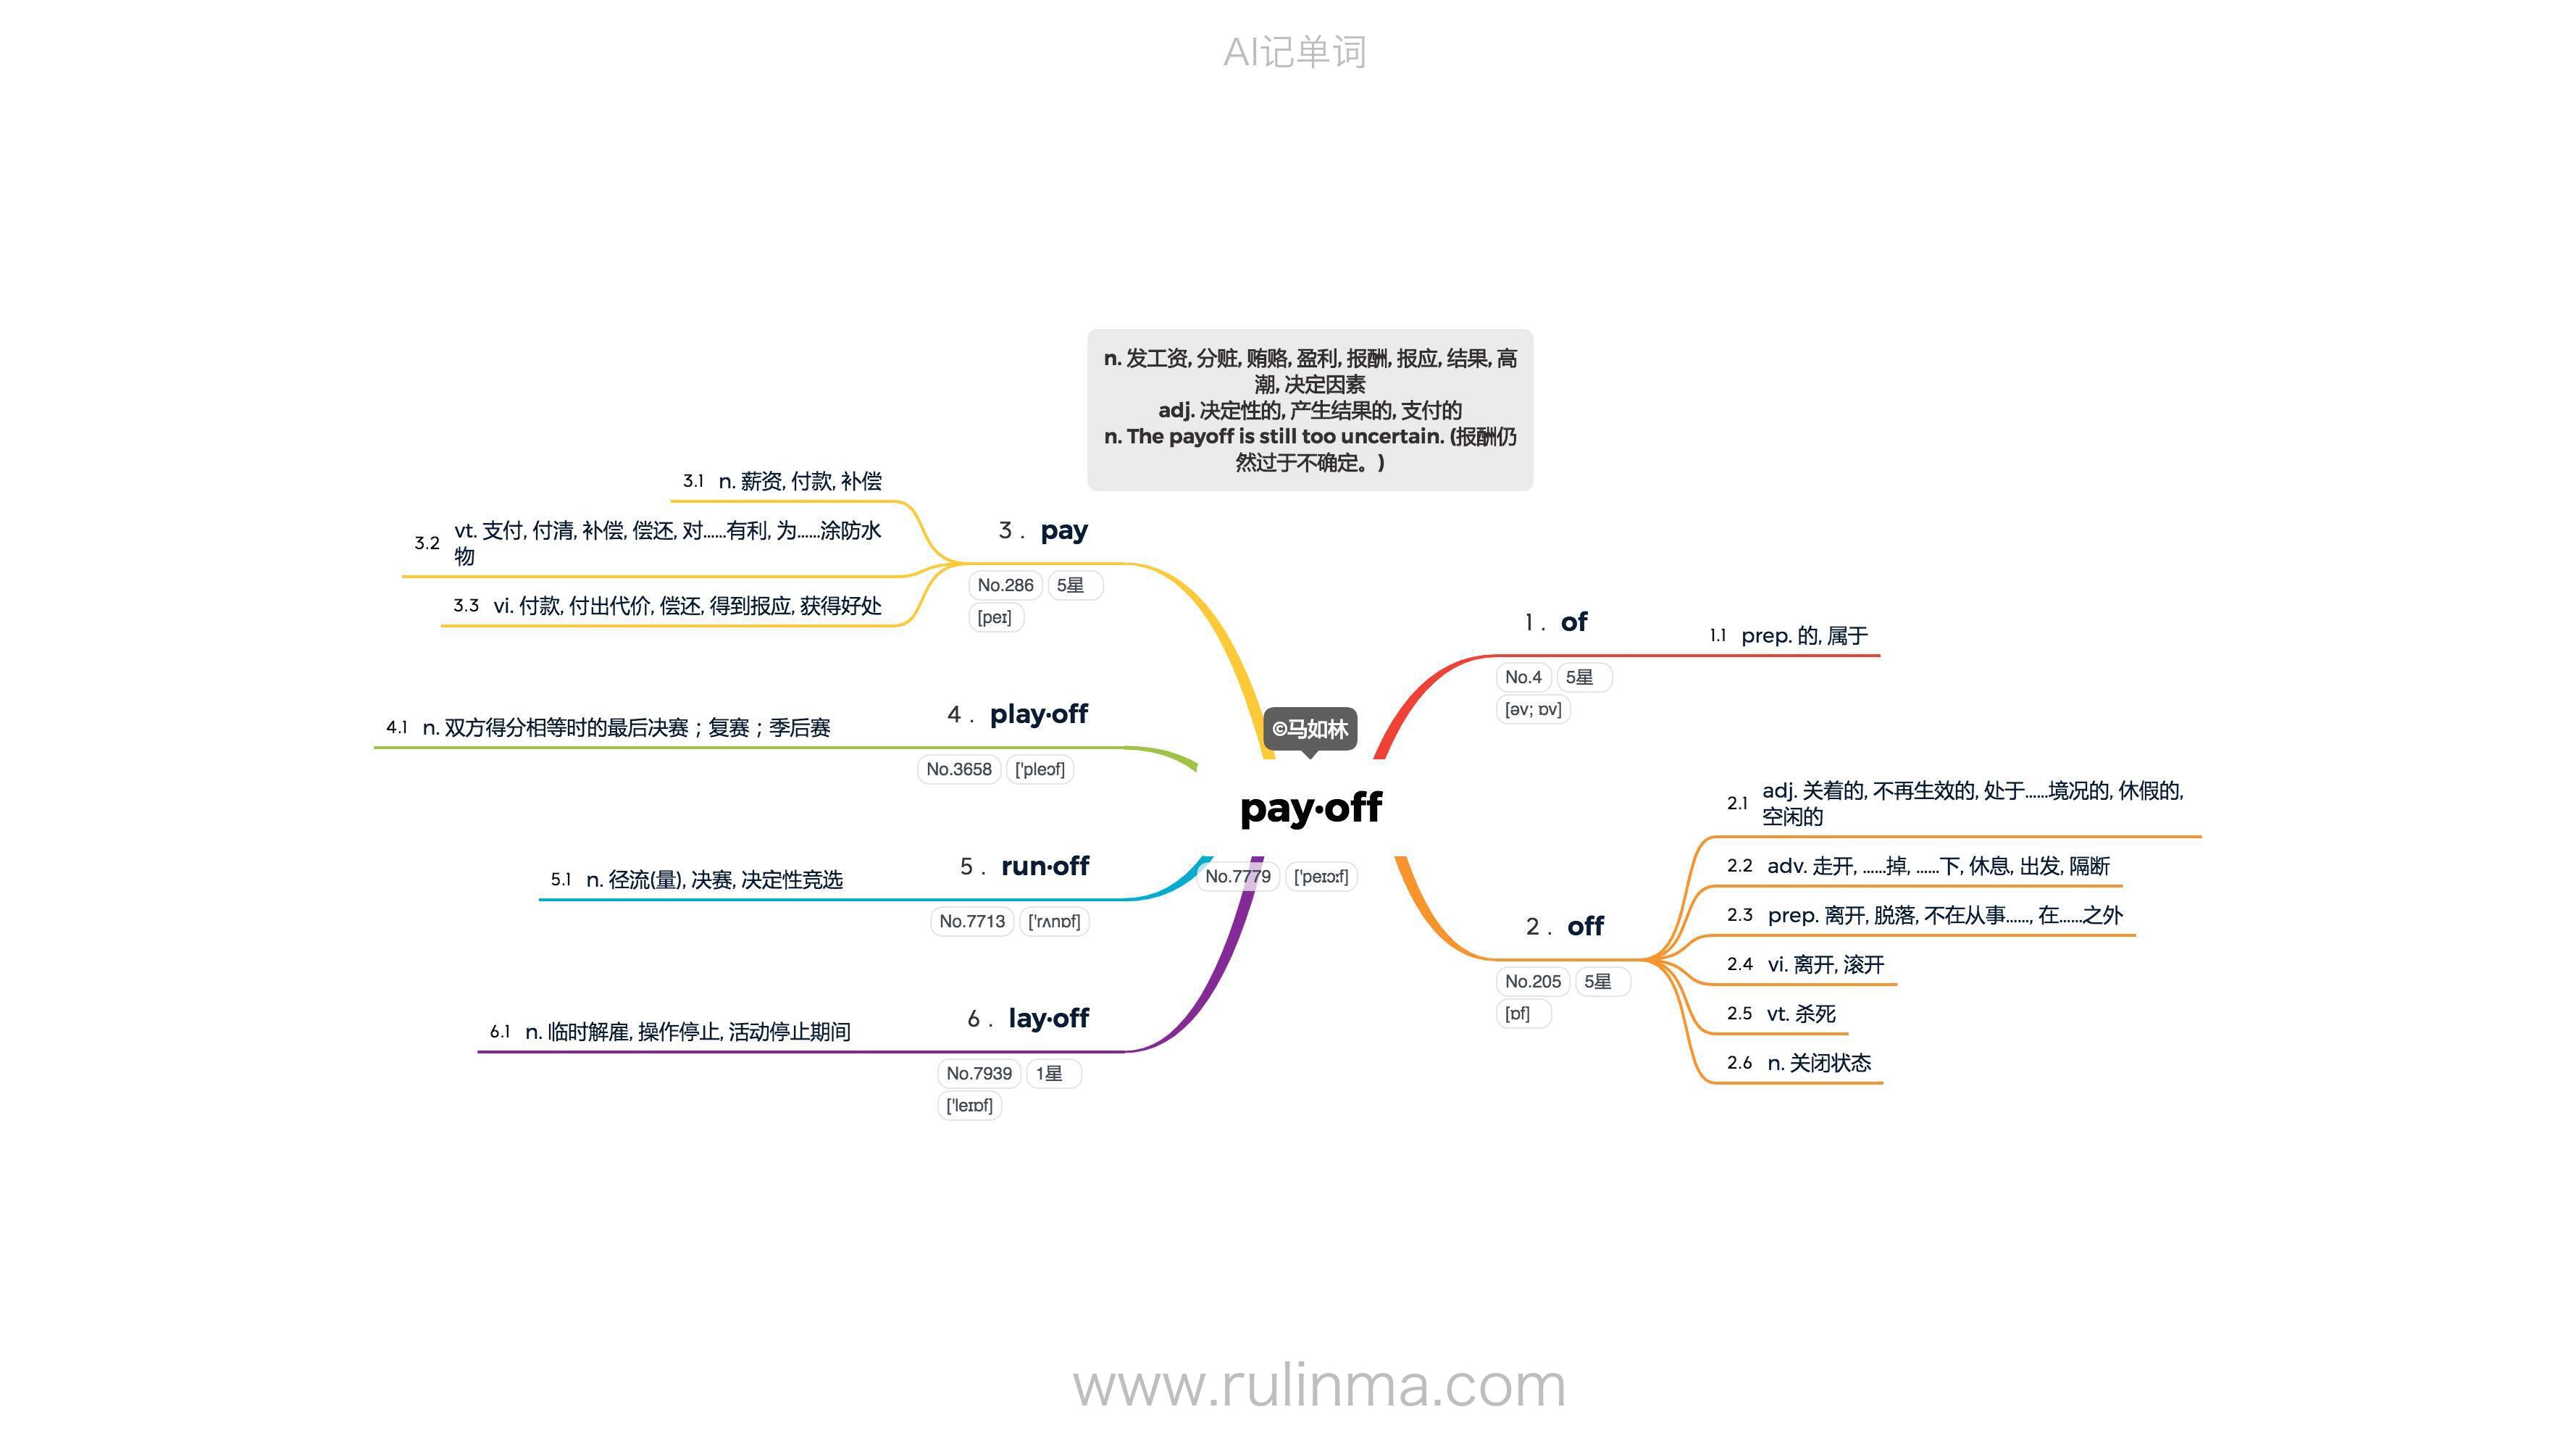 AI记单词
n. 发工资, 分赃, 贿赂, 盈利, 报酬, 报应, 结果, 高
潮, 决定因素
adj. 决定性的, 产生结果的, 支付的
n. The payoff is still too uncertain. (报酬仍
然过于不确定。)
©马如林
pay·off
No.7779 ['peɪɔːf]
1. of
No.4 5星
[əv; ɒv]
1.1 prep. 的, 属于
2. off
No.205 5星
[ɒf]
2.1 adj. 关着的, 不再生效的, 处于……境况的, 休假的,
空闲的
2.2 adv. 走开, ……掉, ……下, 休息, 出发, 隔断
2.3 prep. 离开, 脱落, 不在从事……, 在……之外
2.4 vi. 离开, 滚开
2.5 vt. 杀死
2.6 n. 关闭状态
3. pay
No.286 5星
[peɪ]
3.1 n. 薪资, 付款, 补偿
3.2 vt. 支付, 付清, 补偿, 偿还, 对……有利, 为……涂防水
物
3.3 vi. 付款, 付出代价, 偿还, 得到报应, 获得好处
4. play·off
No.3658 ['pleɔf]
4.1 n. 双方得分相等时的最后决赛；复赛；季后赛
5. run·off
No.7713 ['rʌnɒf]
5.1 n. 径流(量), 决赛, 决定性竞选
6. lay·off
No.7939 1星
['leɪɒf]
6.1 n. 临时解雇, 操作停止, 活动停止期间
www.rulinma.com